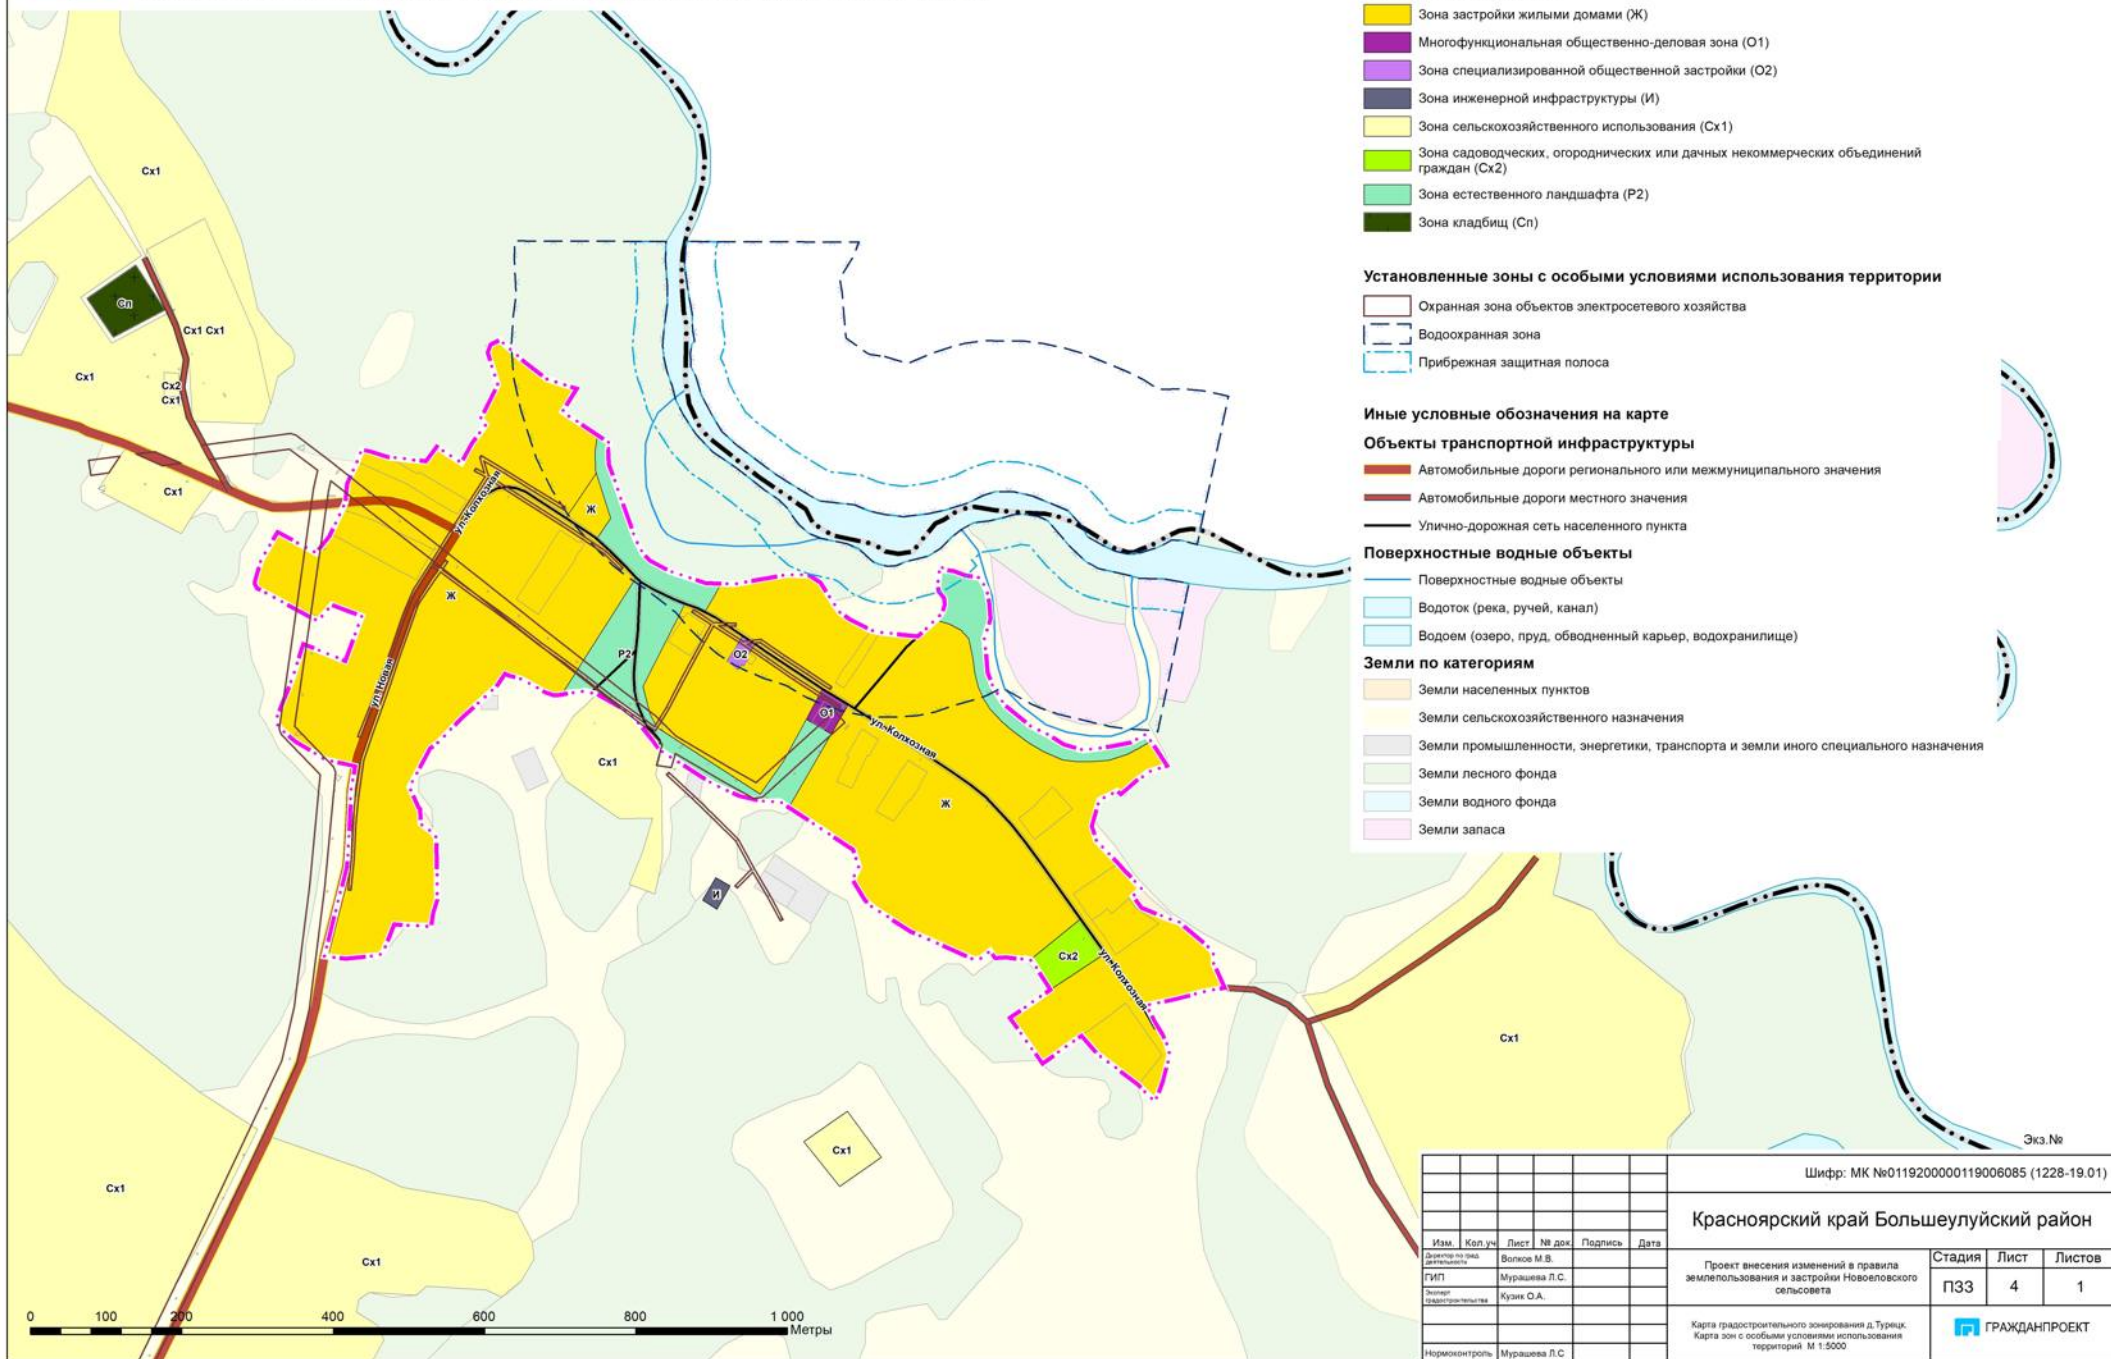 Зона застройки жилыми домами (Ж)
Многофункциональная общественно-деловая зона (О1)
Зона специализированной общественной застройки (О2)
Зона инженерной инфраструктуры (И)
Зона сельскохозяйственного использования (Сх1)
Зона садоводческих, огороднических или дачных некоммерческих объединений
граждан (Сх2)
Зона естественного ландшафта (Р2)
Зона кладбищ (Сп)
Установленные зоны с особыми условиями использования территории
Охранная зона объектов электросетевого хозяйства
Водоохранная зона
Прибрежная защитная полоса
Иные условные обозначения на карте
Объекты транспортной инфраструктуры
Автомобильные дороги регионального или межмуниципального значения
Автомобильные дороги местного значения
Улично-дорожная сеть населенного пункта
Поверхностные водные объекты
Поверхностные водные объекты
Водоток (река, ручей, канал)
Водоем (озеро, пруд, обводненный карьер, водохранилище)
Земли по категориям
Земли населенных пунктов
Земли сельскохозяйственного назначения
Земли промышленности, энергетики, транспорта и земли иного специального назначения
Земли лесного фонда
Земли водного фонда
Земли запаса
Сх1
Сп
Сх1 Сх1
Сх1
Сх2
Сх1
Сх1
ул. Колхозная
Ж
Ж
Р2
О2
ул. Новая
О1
ул. Колхозная
Сх1
Ж
И
Сх2
ул. Колхозная
Сх1
Сх1
Сх1
Сх1
0 100 200 400 600 800 1 000
Метры
Экз.№
Шифр: МК №0119200000119006085 (1228-19.01)
Красноярский край Большеулуйский район
Изм. Кол.уч Лист № док. Подпись Дата
Директор по град. деятельности Волков М.В.
ГИП Мурашева Л.С.
Эксперт градостроительства Кузик О.А.
Нормоконтроль Мурашева Л.С
Проект внесения изменений в правила
землепользования и застройки Новоеловского
сельсовета
Стадия Лист Листов
ПЗЗ 4 1
Карта градостроительного зонирования д.Турецк.
Карта зон с особыми условиями использования
территорий М 1:5000
ГРАЖДАНПРОЕКТ